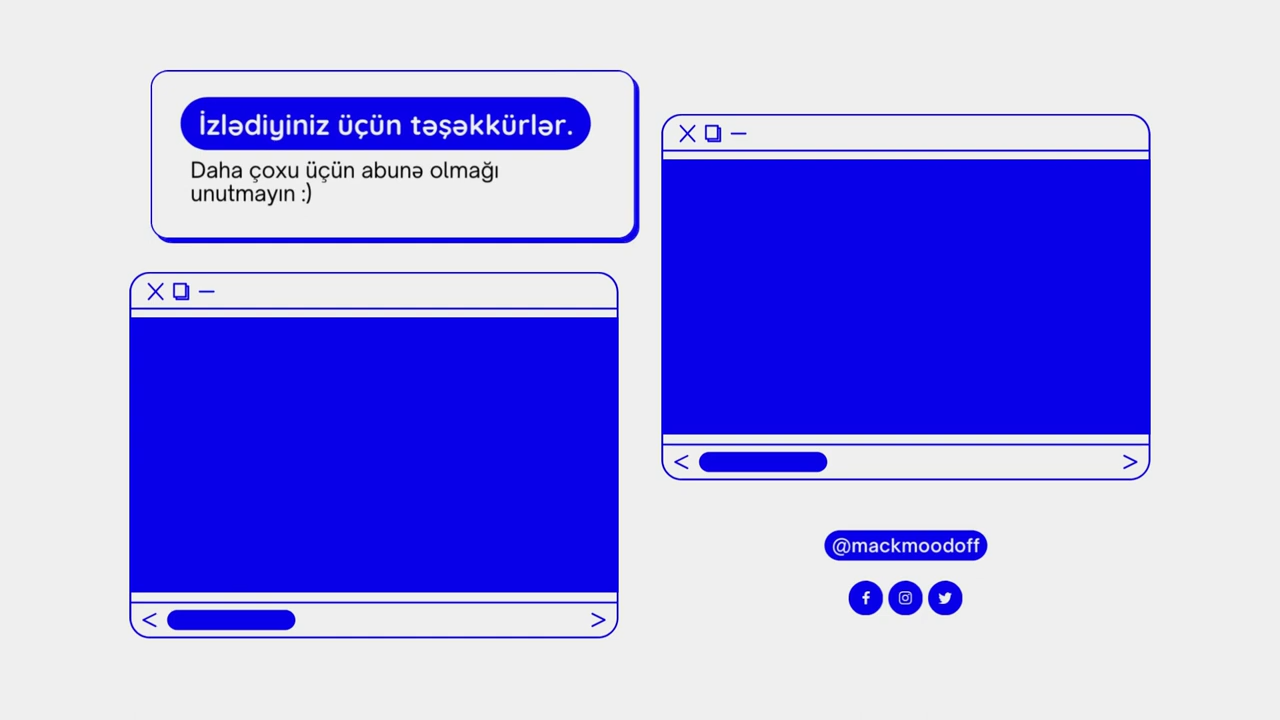 İzlədiyiniz üçün təşəkkürlər.
Daha çoxu üçün abunə olmağı
unutmayın :)
@mackmoodoff